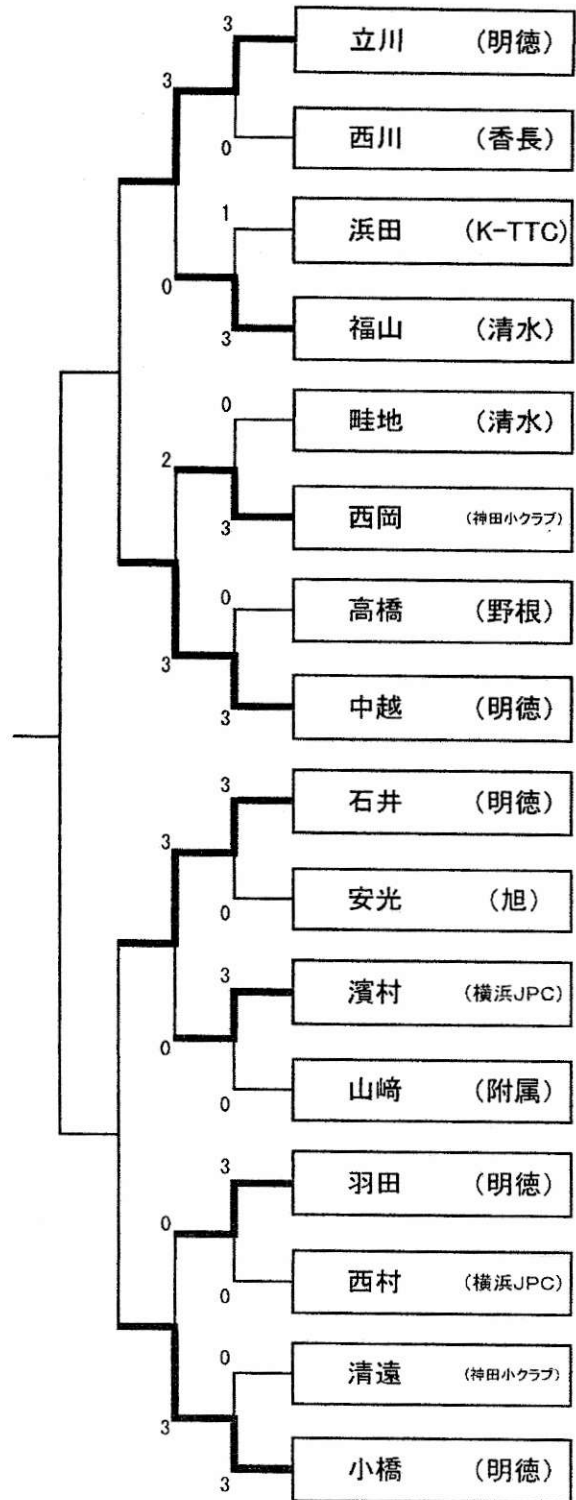 3
立川 (明徳)
3
0
西川 (香長)
1
浜田 (K-TTC)
0
3
福山 (清水)
0
畦地 (清水)
2
3
西岡 (神田小クラブ)
0
高橋 (野根)
3
3
中越 (明徳)
3
石井 (明徳)
3
0
安光 (旭)
3
濱村 (横浜JPC)
0
0
山﨑 (附属)
3
羽田 (明徳)
0
0
西村 (横浜JPC)
0
清遠 (神田小クラブ)
3
3
小橋 (明徳)